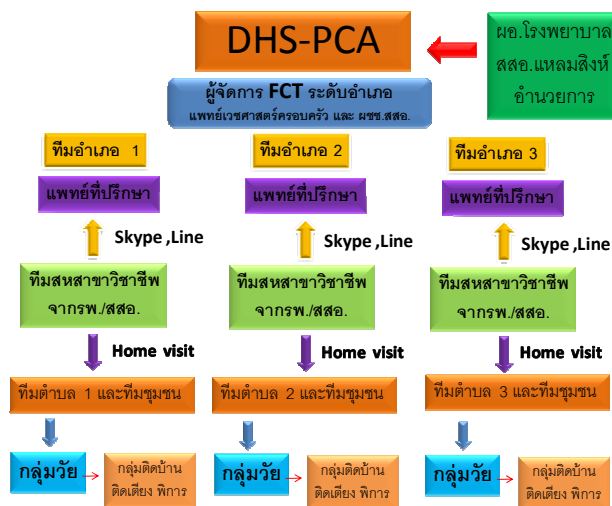 DHS-PCA
ผอ.โรงพยาบาล
สสอ.แหลมสิงห์
อำนวยการ
ผู้จัดการ FCT ระดับอำเภอ
แพทย์เวชศาสตร์ครอบครัว และ ผชช.สสอ.
ทีมอำเภอ 1
ทีมอำเภอ 2
ทีมอำเภอ 3
แพทย์ที่ปรึกษา
แพทย์ที่ปรึกษา
แพทย์ที่ปรึกษา
Skype ,Line
Skype ,Line
Skype ,Line
ทีมสหสาขาวิชาชีพ
จากรพ./สสอ.
ทีมสหสาขาวิชาชีพ
จากรพ./สสอ.
ทีมสหสาขาวิชาชีพ
จากรพ./สสอ.
Home visit
Home visit
Home visit
ทีมตำบล 1 และทีมชุมชน
ทีมตำบล 2 และทีมชุมชน
ทีมตำบล 3 และทีมชุมชน
กลุ่มวัย
กลุ่มติดบ้าน
ติดเตียง พิการ
กลุ่มวัย
กลุ่มติดบ้าน
ติดเตียง พิการ
กลุ่มวัย
กลุ่มติดบ้าน
ติดเตียง พิการ